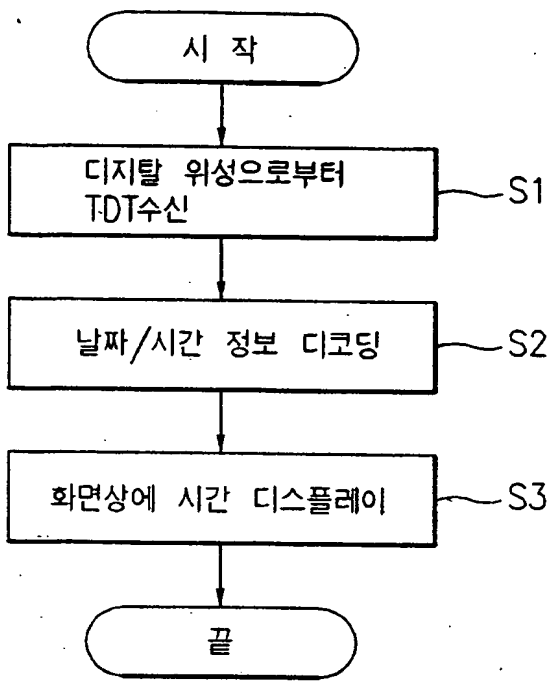 시 작
디지탈 위성으로부터
TDT수신
S1
날짜/시간 정보 디코딩
S2
화면상에 시간 디스플레이
S3
끝